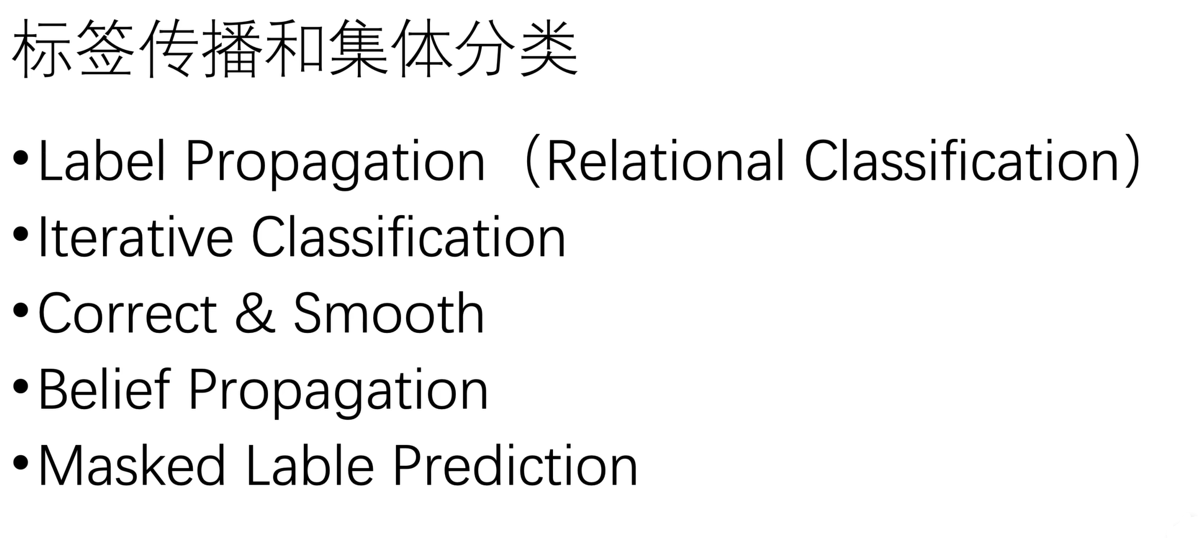 标签传播和集体分类
•Label Propagation（Relational Classification）
•Iterative Classification
•Correct & Smooth
•Belief Propagation
•Masked Lable Prediction